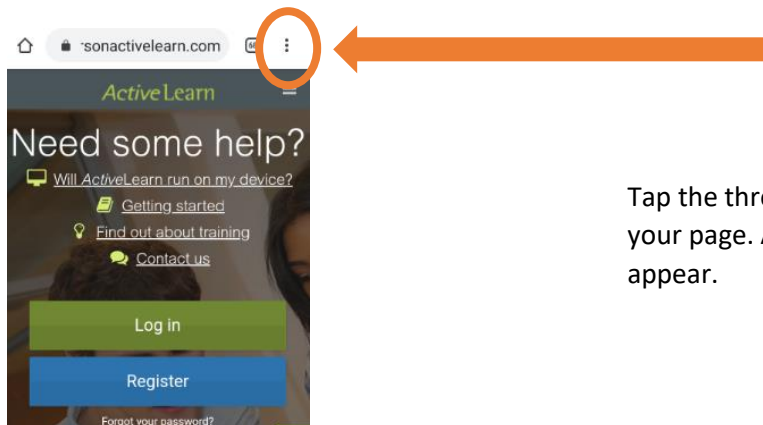 sonactivelearn.com
ActiveLearn
Need some help?
Will ActiveLearn run on my device?
Getting started
Find out about training
Contact us
Log in
Register
Forgot your password?
Tap the thre
your page.
appear.